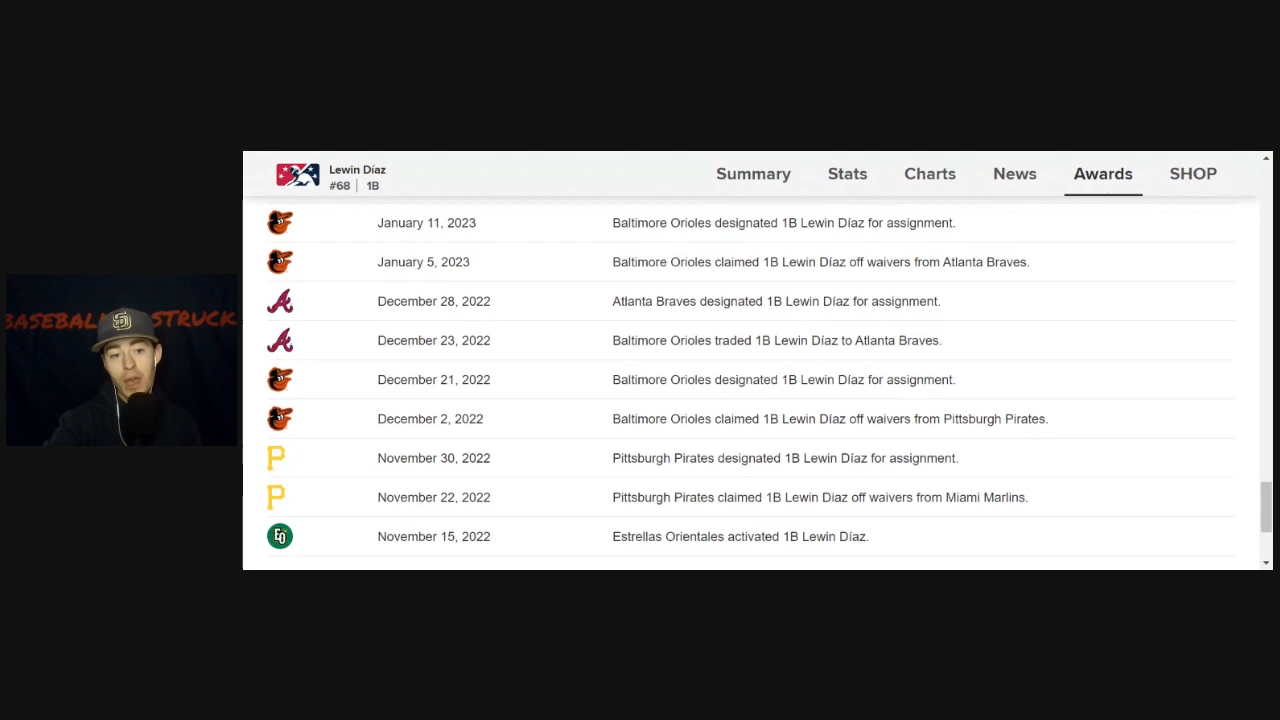 BASEBAL STRUCK
SD
Lewin Díaz
#68 | 1B
Summary Stats Charts News Awards SHOP
January 11, 2023 Baltimore Orioles designated 1B Lewin Díaz for assignment.
January 5, 2023 Baltimore Orioles claimed 1B Lewin Díaz off waivers from Atlanta Braves.
A December 28, 2022 Atlanta Braves designated 1B Lewin Díaz for assignment.
A December 23, 2022 Baltimore Orioles traded 1B Lewin Díaz to Atlanta Braves.
December 21, 2022 Baltimore Orioles designated 1B Lewin Díaz for assignment.
December 2, 2022 Baltimore Orioles claimed 1B Lewin Díaz off waivers from Pittsburgh Pirates.
P November 30, 2022 Pittsburgh Pirates designated 1B Lewin Díaz for assignment.
P November 22, 2022 Pittsburgh Pirates claimed 1B Lewin Diaz off waivers from Miami Marlins.
EO November 15, 2022 Estrellas Orientales activated 1B Lewin Díaz.